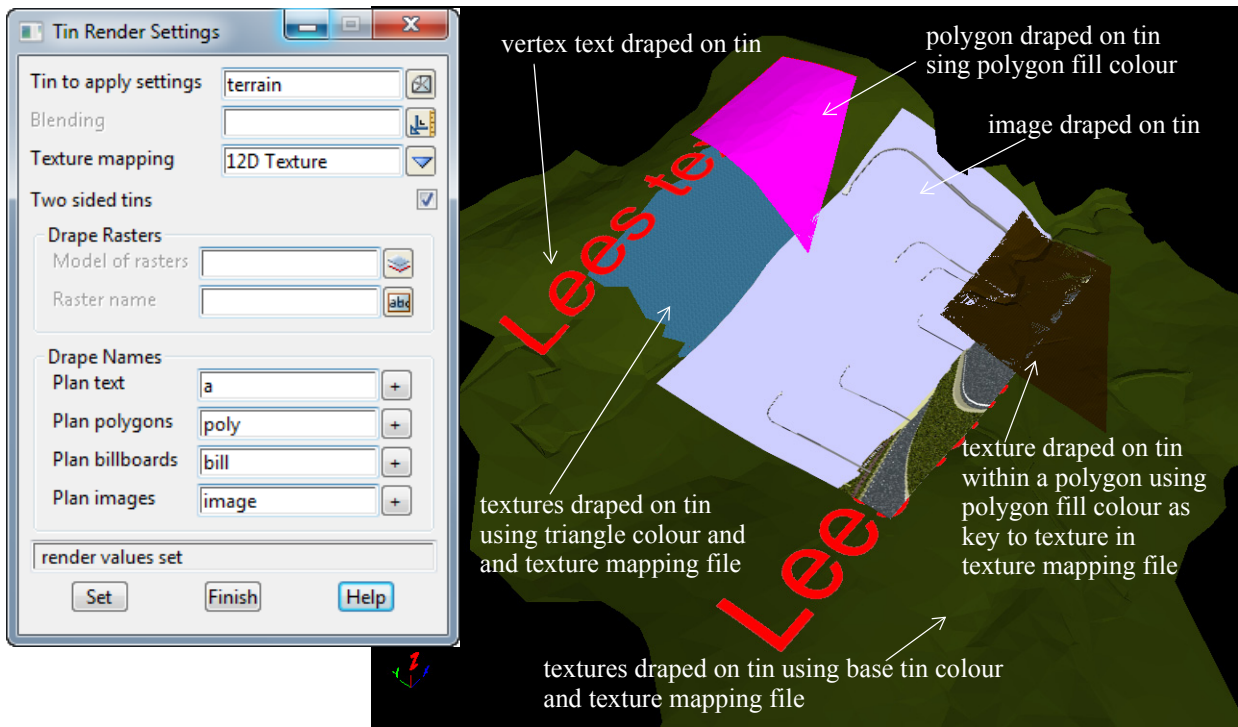 Tin Render Settings
Tin to apply settings terrain
Blending
Texture mapping 12D Texture
Two sided tins
Drape Rasters
Model of rasters
Raster name abc
Drape Names
Plan text a +
Plan polygons poly +
Plan billboards bill +
Plan images image +
render values set
Set Finish Help
vertex text draped on tin
polygon draped on tin
sing polygon fill colour
image draped on tin
Lees te
textures draped on tin
using triangle colour and
and texture mapping file
Lee
texture draped on tin
within a polygon using
polygon fill colour as
key to texture in
texture mapping file
textures draped on tin using base tin colour
and texture mapping file